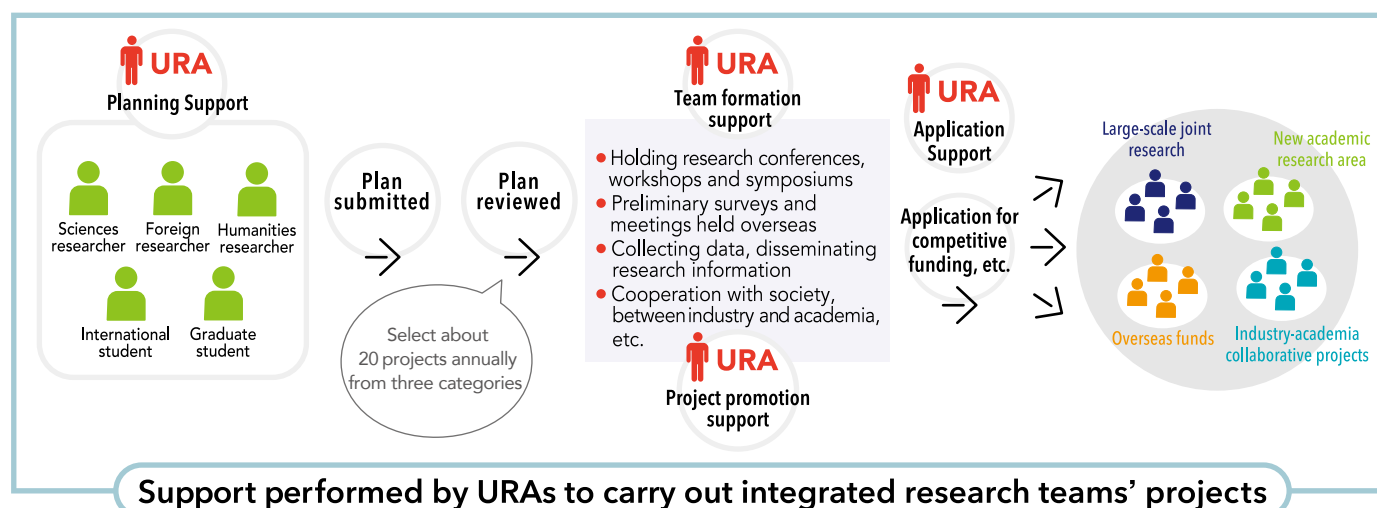 URA
Planning Support
Sciences
researcher
Foreign
researcher
Humanities
researcher
International
student
Graduate
student
Plan
submitted
Plan
reviewed
Select about
20 projects annually
from three categories
URA
Team formation
support
• Holding research conferences,
workshops and symposiums
• Preliminary surveys and
meetings held overseas
• Collecting data, disseminating
research information
• Cooperation with society,
between industry and academia,
etc.
URA
Project promotion
support
URA
Application
Support
Application for
competitive
funding, etc.
Large-scale joint
research
New academic
research area
Overseas funds
Industry-academia
collaborative projects
Support performed by URAs to carry out integrated research teams' projects